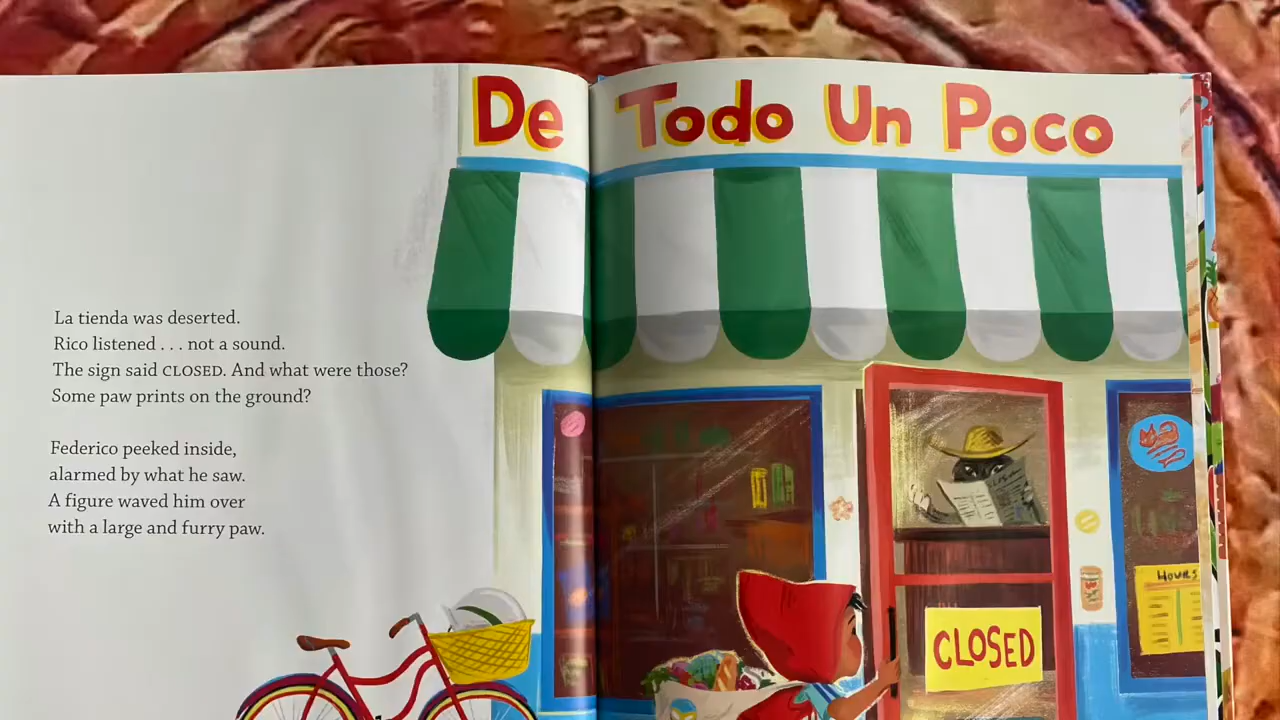 De Todo Un Poco
La tienda was deserted.
Rico listened . . . not a sound.
The sign said CLOSED. And what were those?
Some paw prints on the ground?
Federico peeked inside,
alarmed by what he saw.
A figure waved him over
with a large and furry paw.
HOURS
CLOSED